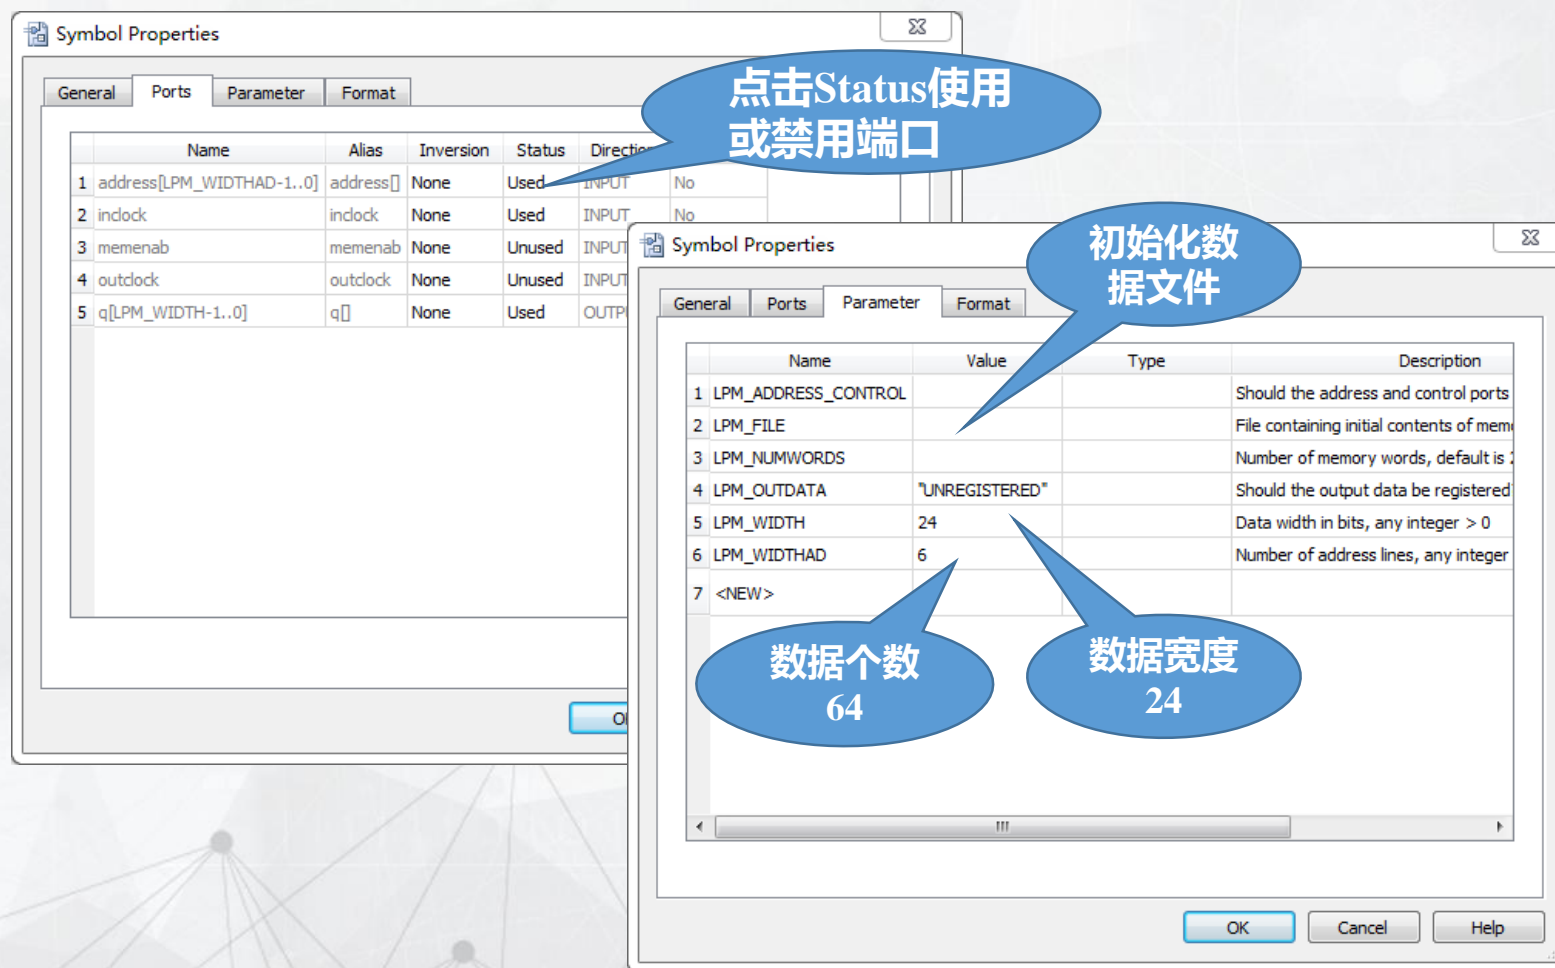 Symbol Properties
General Ports Parameter Format
Name Alias Inversion Status Direction
1 address[LPM_WIDTHAD-1..0] address[] None Used INPUT No
2 inclock inclock None Used INPUT No
3 memenab memenab None Unused INPUT
4 outclock outclock None Unused INPUT
5 q[LPM_WIDTH-1..0] q[] None Used OUTP
点击Status使用
或禁用端口
Symbol Properties
General Ports Parameter Format
初始化数
据文件
Name Value Type Description
1 LPM_ADDRESS_CONTROL Should the address and control ports
2 LPM_FILE File containing initial contents of mem
3 LPM_NUMWORDS Number of memory words, default is
4 LPM_OUTDATA "UNREGISTERED" Should the output data be registered
5 LPM_WIDTH 24 Data width in bits, any integer > 0
6 LPM_WIDTHAD 6 Number of address lines, any integer
7 <NEW>
数据个数
64
数据宽度
24
OK Cancel Help